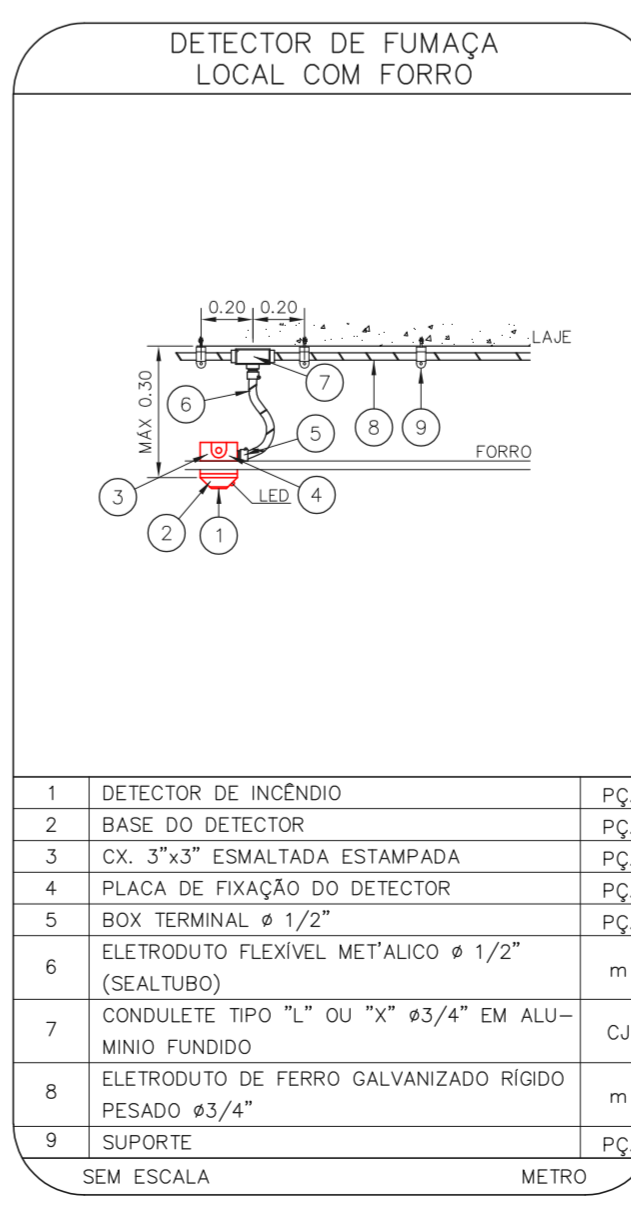 DETECTOR DE FUMAÇA
LOCAL COM FORRO
0.20 0.20
LAJE
MÁX 0.30
7
6
8
9
5
FORRO
3
LED
4
2
1
1 DETECTOR DE INCÊNDIO PÇ.
2 BASE DO DETECTOR PÇ.
3 CX. 3"x3" ESMALTADA ESTAMPADA PÇ.
4 PLACA DE FIXAÇÃO DO DETECTOR PÇ.
5 BOX TERMINAL ø 1/2" PÇ.
6 ELETRODUTO FLEXÍVEL MET'ALICO ø 1/2"
(SEALTUBO) m
7 CONDULETE TIPO "L" OU "X" ø3/4" EM ALU-
MINIO FUNDIDO CJ
8 ELETRODUTO DE FERRO GALVANIZADO RÍGIDO
PESADO ø3/4" m
9 SUPORTE PÇ.
SEM ESCALA METRO